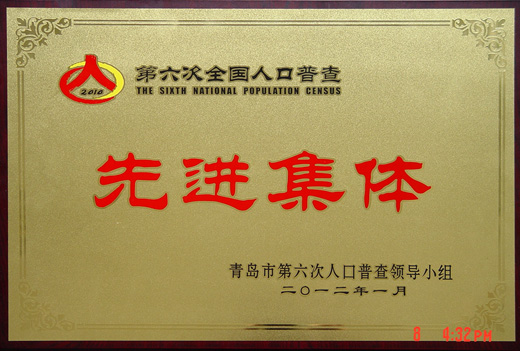 人
2010
第六次全国人口普查
THE SIXTH NATIONAL POPULATION CENSUS
先进集体
青岛市第六次人口普查领导小组
二〇一二年一月
8 4:32PM